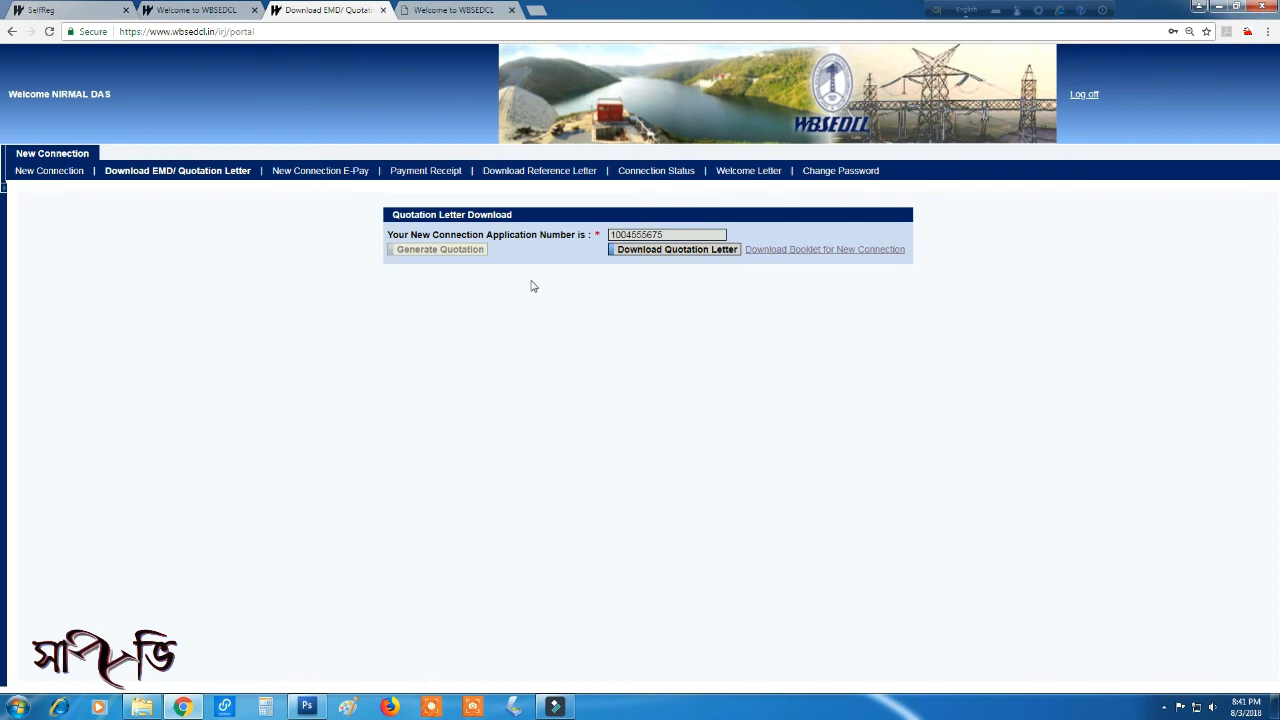 SelfReg
Welcome to WBSEDCL
Download EMD/ Quotatio
Welcome to WBSEDCL
English
Secure
https://www.wbsedcl.in/irj/portal
Welcome NIRMAL DAS
WBSEDCL
Log off
New Connection
New Connection | Download EMD/ Quotation Letter | New Connection E-Pay | Payment Receipt | Download Reference Letter | Connection Status | Welcome Letter | Change Password
Quotation Letter Download
Your New Connection Application Number is : * 1004555675
Generate Quotation Download Quotation Letter Download Booklet for New Connection
Ps
8:41 PM
8/3/2018